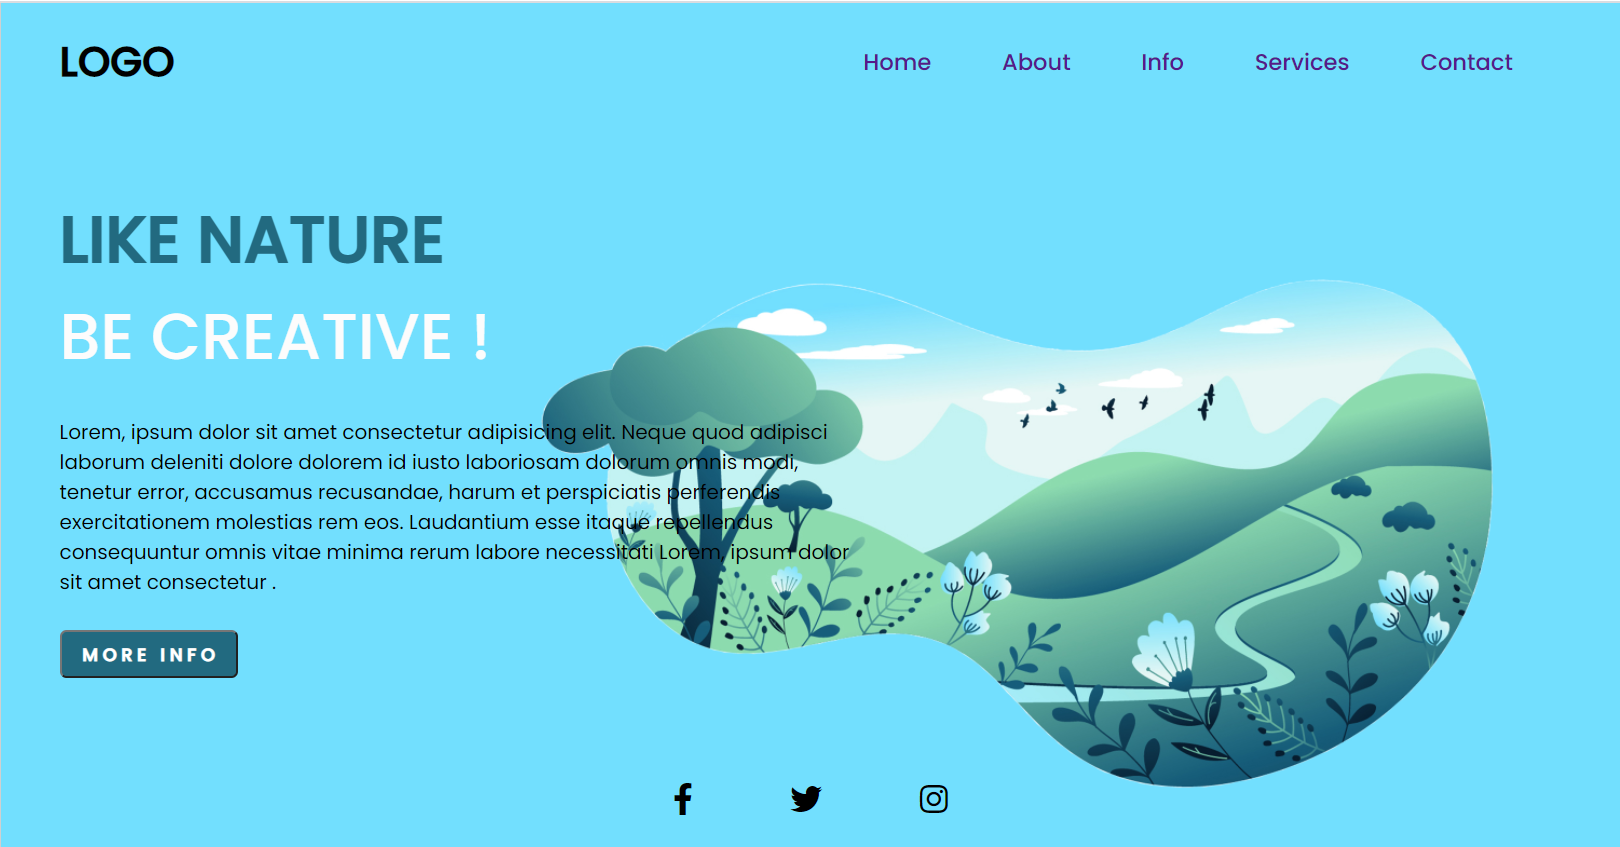 LOGO
Home About Info Services Contact
LIKE NATURE
BE CREATIVE !
Lorem, ipsum dolor sit amet consectetur adipisicing elit. Neque quod adipisci
laborum deleniti dolore dolorem id iusto laboriosam dolorum omnis modi,
tenetur error, accusamus recusandae, harum et perspiciatis perferendis
exercitationem molestias rem eos. Laudantium esse itaque repellendus
consequuntur omnis vitae minima rerum labore necessitati Lorem, ipsum dolor
sit amet consectetur .
MORE INFO